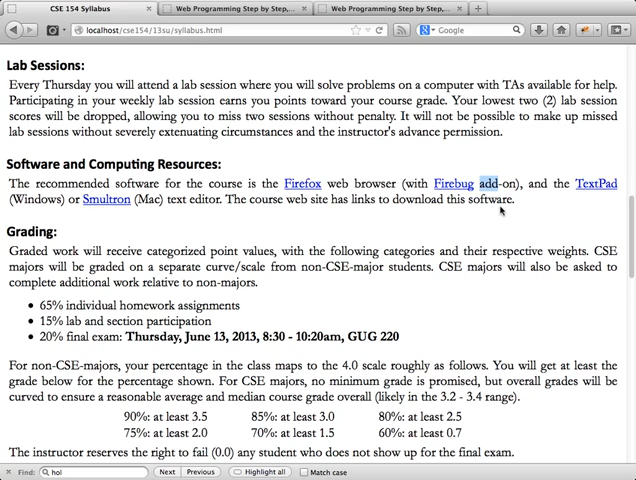 CSE 154 Syllabus
Web Programming Step by Step,...
Web Programming Step by Step,...
localhost/cse154/13su/syllabus.html
Google
Lab Sessions:
Every Thursday you will attend a lab session where you will solve problems on a computer with TAs available for help.
Participating in your weekly lab session earns you points toward your course grade. Your lowest two (2) lab session
scores will be dropped, allowing you to miss two sessions without penalty. It will not be possible to make up missed
lab sessions without severely extenuating circumstances and the instructor's advance permission.
Software and Computing Resources:
The recommended software for the course is the Firefox web browser (with Firebug add-on), and the TextPad
(Windows) or Smultron (Mac) text editor. The course web site has links to download this software.
Grading:
Graded work will receive categorized point values, with the following categories and their respective weights. CSE
majors will be graded on a separate curve/scale from non-CSE-major students. CSE majors will also be asked to
complete additional work relative to non-majors.
• 65% individual homework assignments
• 15% lab and section participation
• 20% final exam: Thursday, June 13, 2013, 8:30 - 10:20am, GUG 220
For non-CSE-majors, your percentage in the class maps to the 4.0 scale roughly as follows. You will get at least the
grade below for the percentage shown. For CSE majors, no minimum grade is promised, but overall grades will be
curved to ensure a reasonable average and median course grade overall (likely in the 3.2 - 3.4 range).
90%: at least 3.5 85%: at least 3.0 80%: at least 2.5
75%: at least 2.0 70%: at least 1.5 60%: at least 0.7
The instructor reserves the right to fail (0.0) any student who does not show up for the final exam.
Find: hol Next Previous Highlight all Match case